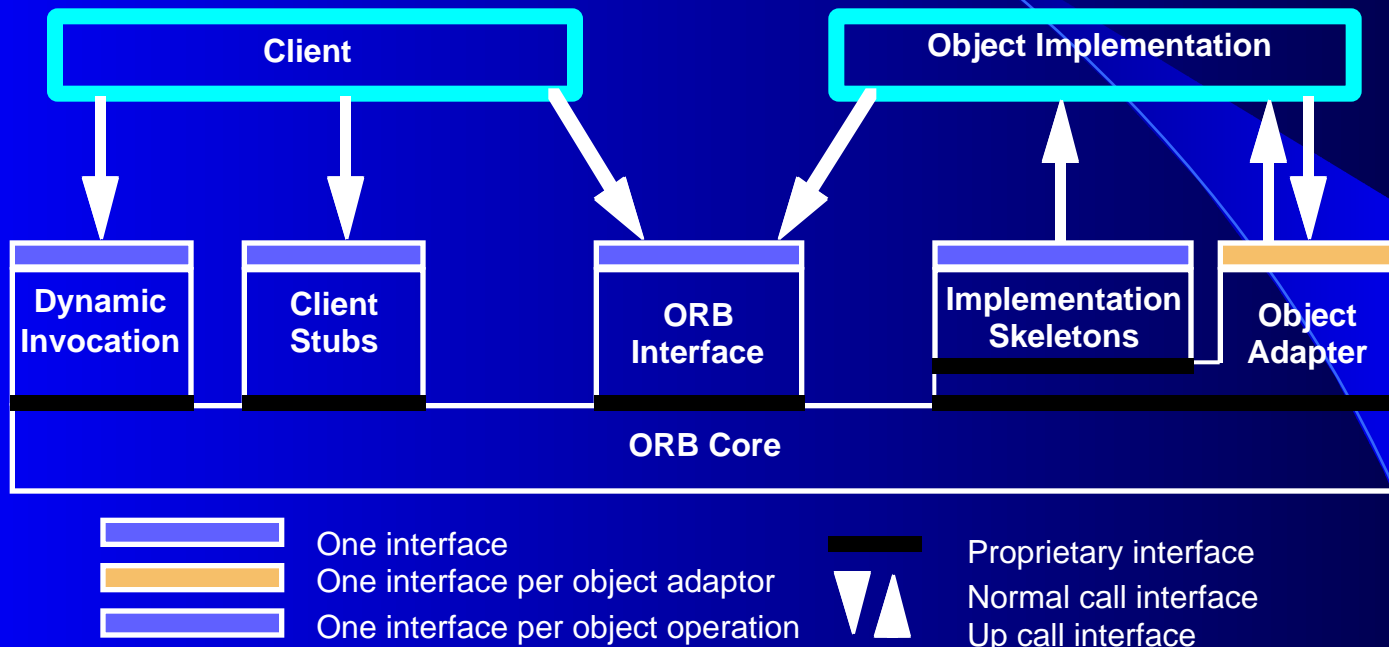 Client
Object Implementation
Dynamic
Invocation
Client
Stubs
ORB
Interface
Implementation
Skeletons
Object
Adapter
ORB Core
One interface
One interface per object adaptor
One interface per object operation
Proprietary interface
Normal call interface
Up call interface